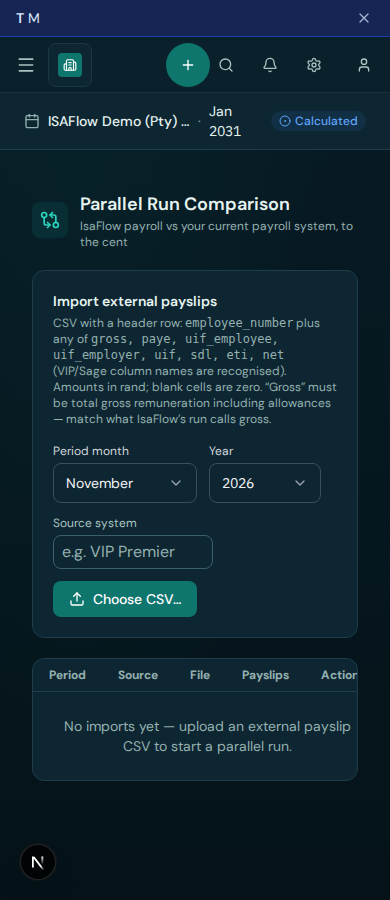 T M
ISAFlow Demo (Pty) ... · Jan 2031
Calculated
Parallel Run Comparison
IsaFlow payroll vs your current payroll system, to
the cent
Import external payslips
CSV with a header row: employee_number plus
any of gross, paye, uif_employee,
uif_employer, uif, sdl, eti, net
(VIP/Sage column names are recognised).
Amounts in rand; blank cells are zero. “Gross” must
be total gross remuneration including allowances
— match what IsaFlow’s run calls gross.
Period month Year
November 2026
Source system
e.g. VIP Premier
Choose CSV...
Period Source File Payslips Action
No imports yet — upload an external payslip
CSV to start a parallel run.
N